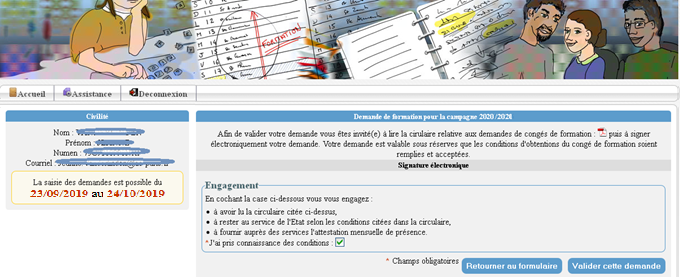 FORMATION
Accueil
Assistance
Deconnexion
Civilité
Nom :
Prénom :
Numen :
Courriel :
La saisie des demandes est possible du
23/09/2019 au 24/10/2019
Demande de formation pour la campagne 2020/2021
Afin de valider votre demande vous êtes invité(e) à lire la cirulaire relative aux demandes de congés de formation : puis à signer
électroniquement votre demande. Votre demande est valable sous réserves que les conditions d'obtentions du congé de formation soient
remplies et acceptées.
Signature électronique
Engagement
En cochant la case ci-dessous vous vous engagez :
• à avoir lu la circulaire citée ci-dessus,
• à rester au service de l'Etat selon les conditions citées dans la circulaire,
• à fournir auprès des services l'attestation mensuelle de présence.
*J'ai pris connaissance des conditions :
* Champs obligatoires
Retourner au formulaire
Valider cette demande